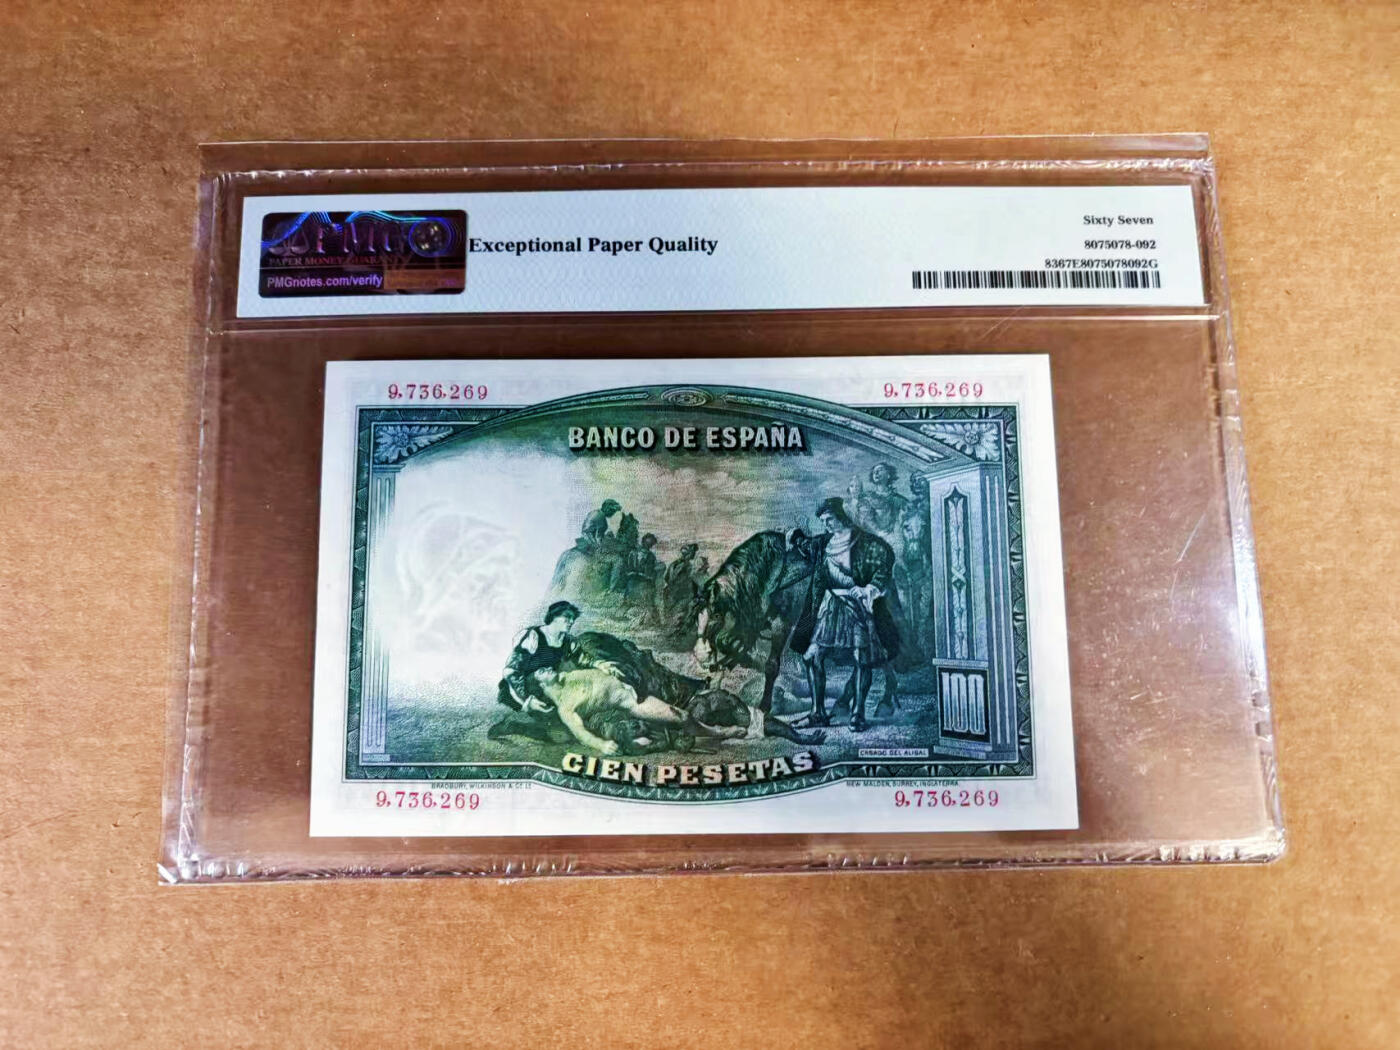 PMG
PAPER MONEY GUARANTY
PMGnotes.com/verify
Exceptional Paper Quality
Sixty Seven
8075078-092
8367E8075078092G
9,736,269
9,736,269
BANCO DE ESPAÑA
100
CASADO DEL ALISAL
CIEN PESETAS
BRADBURY, WILKINSON & Cº Lᴰ
NEW MALDEN, SURREY, INGLATERRA.
9,736,269
9,736,269